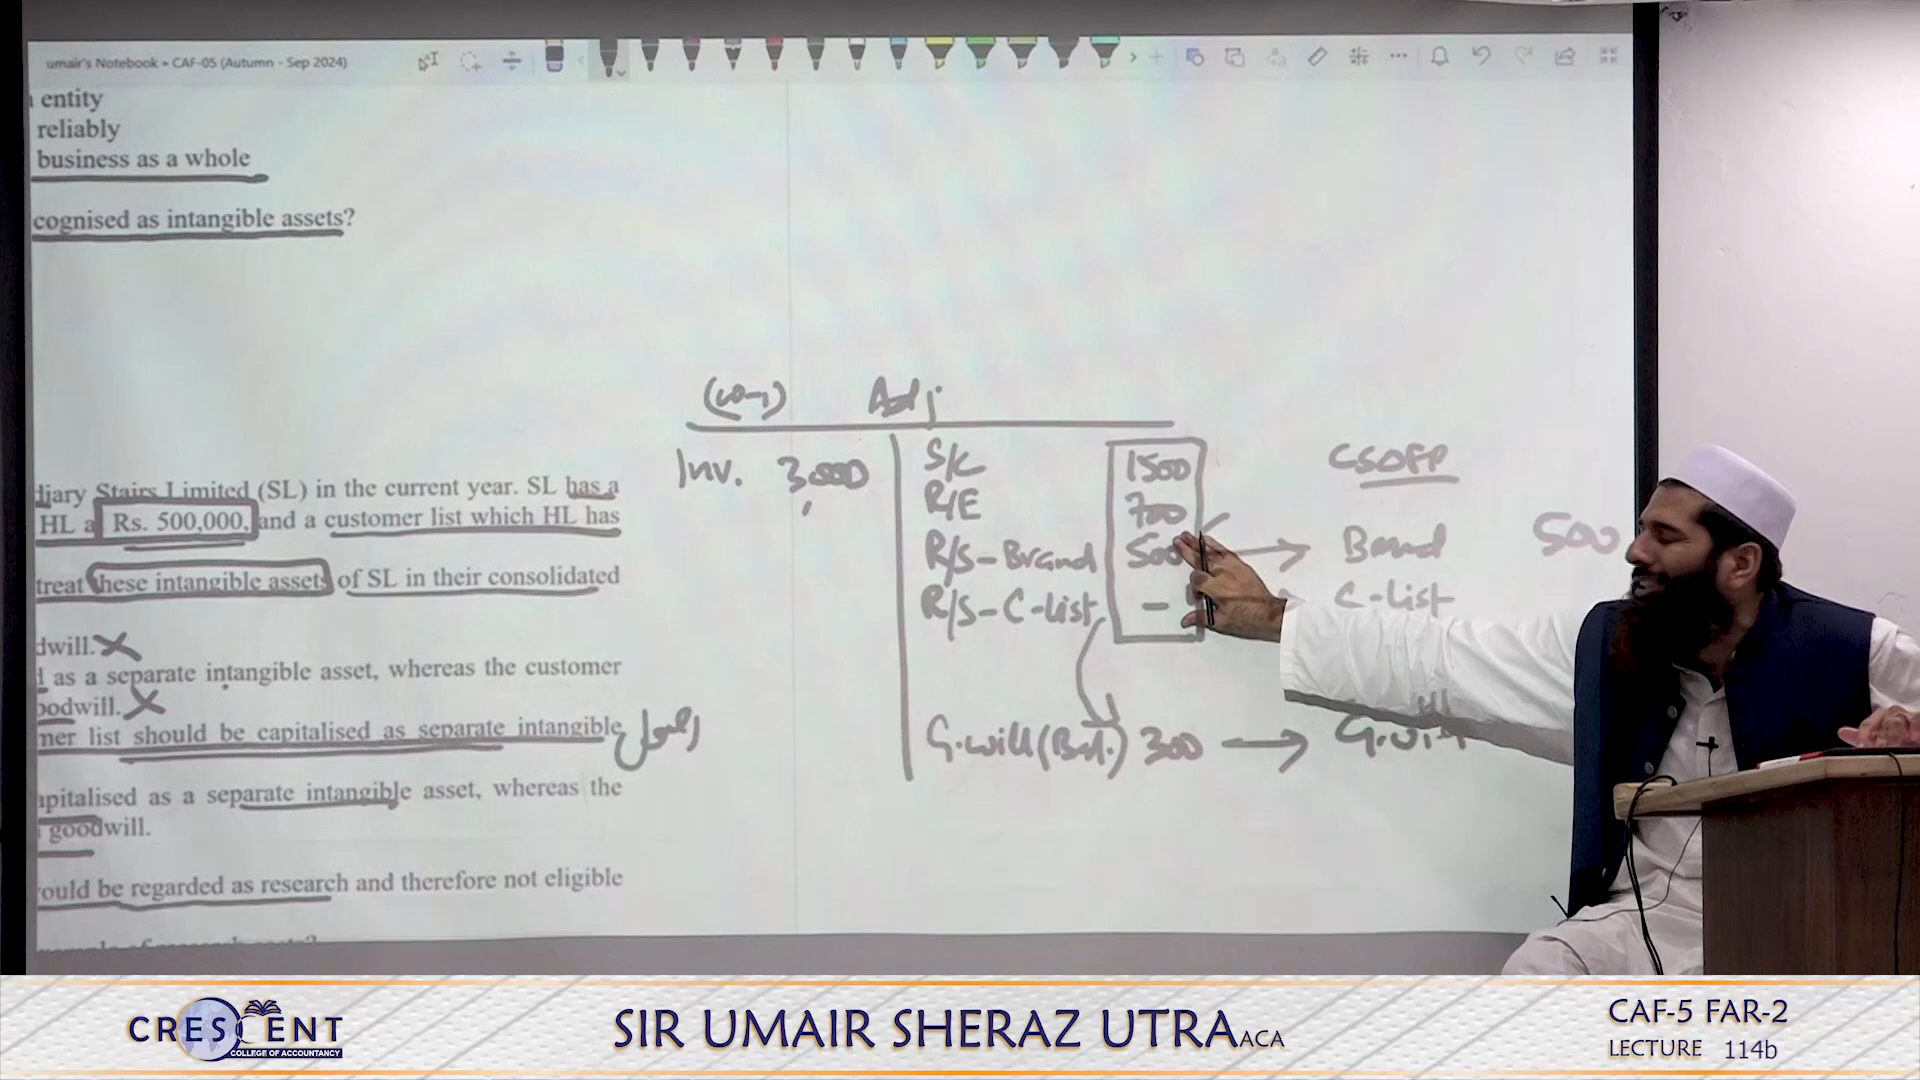 umair's Notebook » CAF-05 (Autumn - Sep 2024)
entity
reliably
business as a whole
cognised as intangible assets?
diary Stairs Limited (SL) in the current year. SL has a
HL a Rs. 500,000, and a customer list which HL has
treat these intangible assets of SL in their consolidated
dwill.
as a separate intangible asset, whereas the customer
oodwill.
mer list should be capitalised as separate intangible
apitalised as a separate intangible asset, whereas the
goodwill.
ould be regarded as research and therefore not eligible
(w-1) Adj
Inv. 3,000
S/C 1500
R/E 700
R/S-Brand 500
R/S-C-List -
G.will (Bal.) 300
CSOFP
Brand 500
C-List
G.will
CRESCENT
COLLEGE OF ACCOUNTANCY
SIR UMAIR SHERAZ UTRA ACA
CAF-5 FAR-2
LECTURE 114b